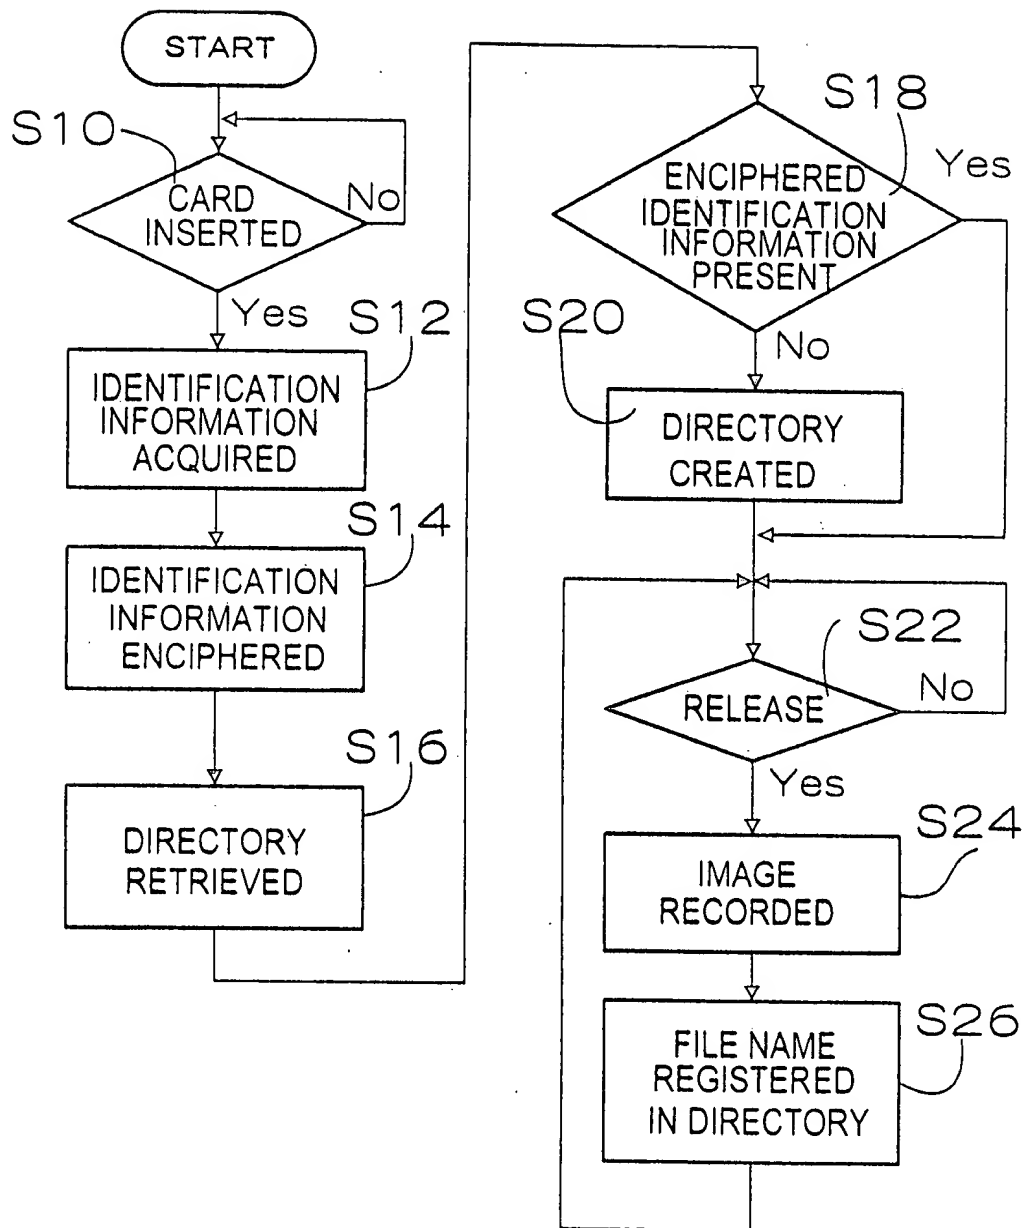 START
S10
CARD
INSERTED
No
Yes
S12
IDENTIFICATION
INFORMATION
ACQUIRED
S14
IDENTIFICATION
INFORMATION
ENCIPHERED
S16
DIRECTORY
RETRIEVED
S18
ENCIPHERED
IDENTIFICATION
INFORMATION
PRESENT
Yes
No
S20
DIRECTORY
CREATED
S22
RELEASE
No
Yes
S24
IMAGE
RECORDED
S26
FILE NAME
REGISTERED
IN DIRECTORY